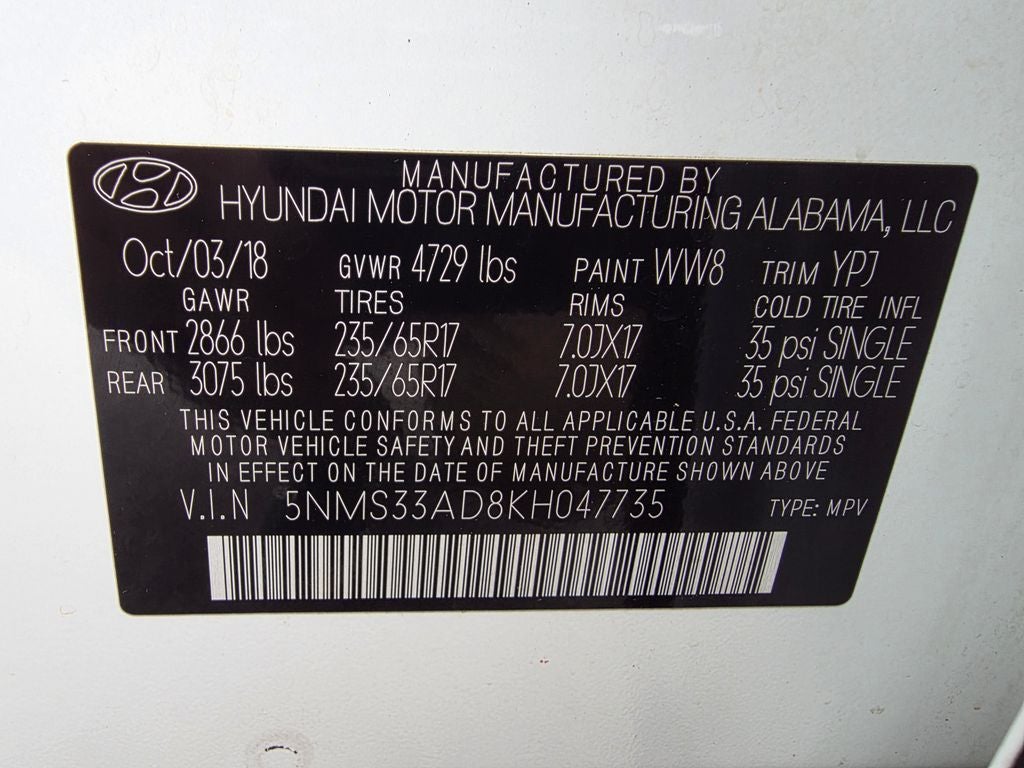 MANUFACTURED BY
HYUNDAI MOTOR MANUFACTURING ALABAMA, LLC
Oct/03/18 GVWR 4729 lbs PAINT WW8 TRIM YPJ
GAWR TIRES RIMS COLD TIRE INFL
FRONT 2866 lbs 235/65R17 7.0JX17 35 psi SINGLE
REAR 3075 lbs 235/65R17 7.0JX17 35 psi SINGLE
THIS VEHICLE CONFORMS TO ALL APPLICABLE U.S.A. FEDERAL
MOTOR VEHICLE SAFETY AND THEFT PREVENTION STANDARDS
IN EFFECT ON THE DATE OF MANUFACTURE SHOWN ABOVE
V.I.N 5NMS33AD8KH047735 TYPE: MPV